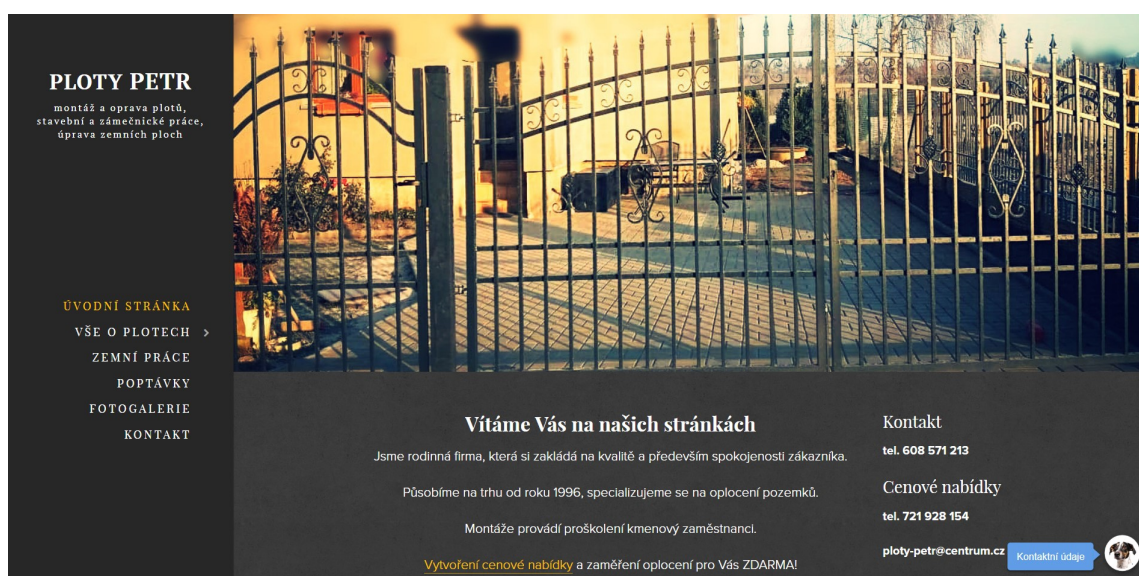 PLOTY PETR
montáž a oprava plotů,
stavební a zámečnické práce,
úprava zemních ploch
ÚVODNÍ STRÁNKA
VŠE O PLOTECH
ZEMNÍ PRÁCE
POPTÁVKY
FOTOGALERIE
KONTAKT
Vítáme Vás na našich stránkách
Jsme rodinná firma, která si zakládá na kvalitě a především spokojenosti zákazníka.
Působíme na trhu od roku 1996, specializujeme se na oplocení pozemků.
Montáže provádí proškolení kmenový zaměstnanci.
Vytvoření cenové nabídky a zaměření oplocení pro Vás ZDARMA!
Kontakt
tel. 608 571 213
Cenové nabídky
tel. 721 928 154
ploty-petr@centrum.cz
Kontaktní údaje